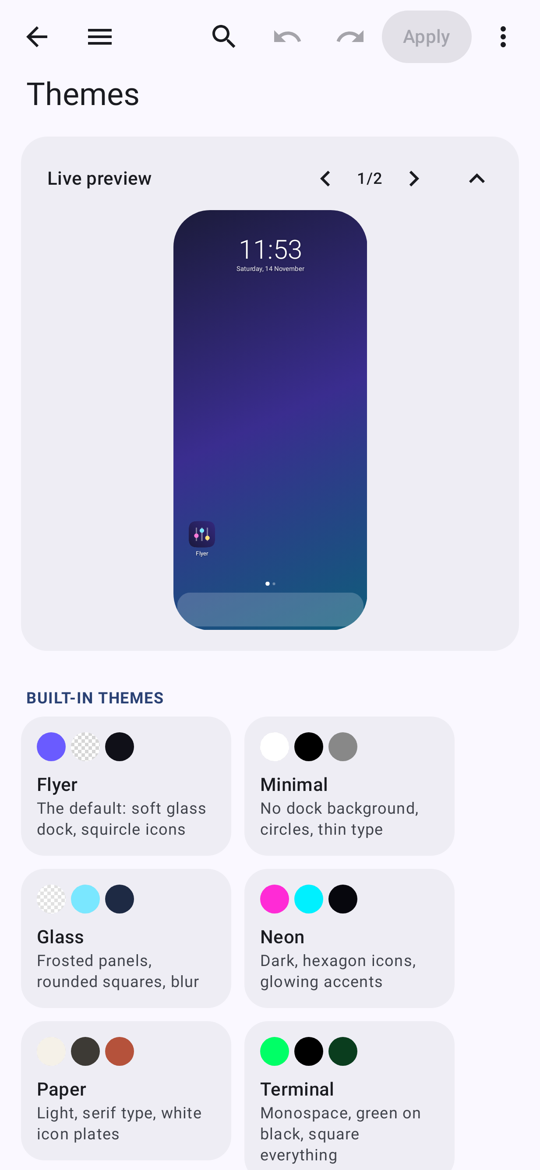 Apply
Themes
Live preview
1/2
11:53
Saturday, 14 November
Flyer
BUILT-IN THEMES
Flyer
The default: soft glass
dock, squircle icons
Minimal
No dock background,
circles, thin type
Glass
Frosted panels,
rounded squares, blur
Neon
Dark, hexagon icons,
glowing accents
Paper
Light, serif type, white
icon plates
Terminal
Monospace, green on
black, square
everything